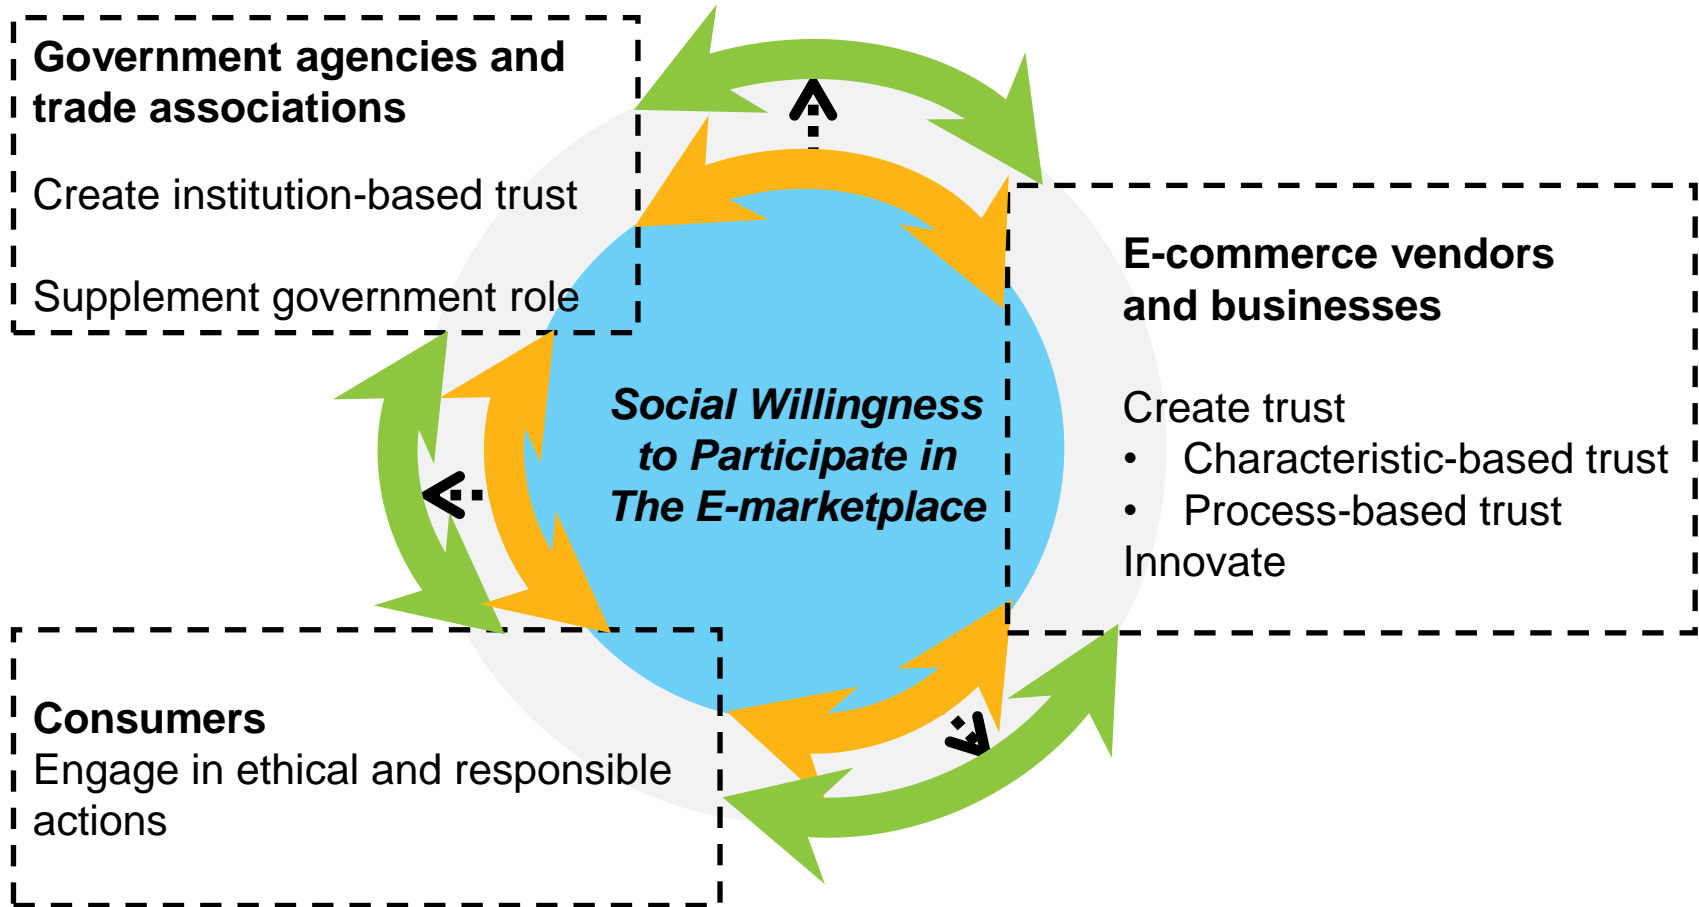 Government agencies and
trade associations
Create institution-based trust
Supplement government role
E-commerce vendors
and businesses
Create trust
• Characteristic-based trust
• Process-based trust
Innovate
Social Willingness
to Participate in
The E-marketplace
Consumers
Engage in ethical and responsible
actions